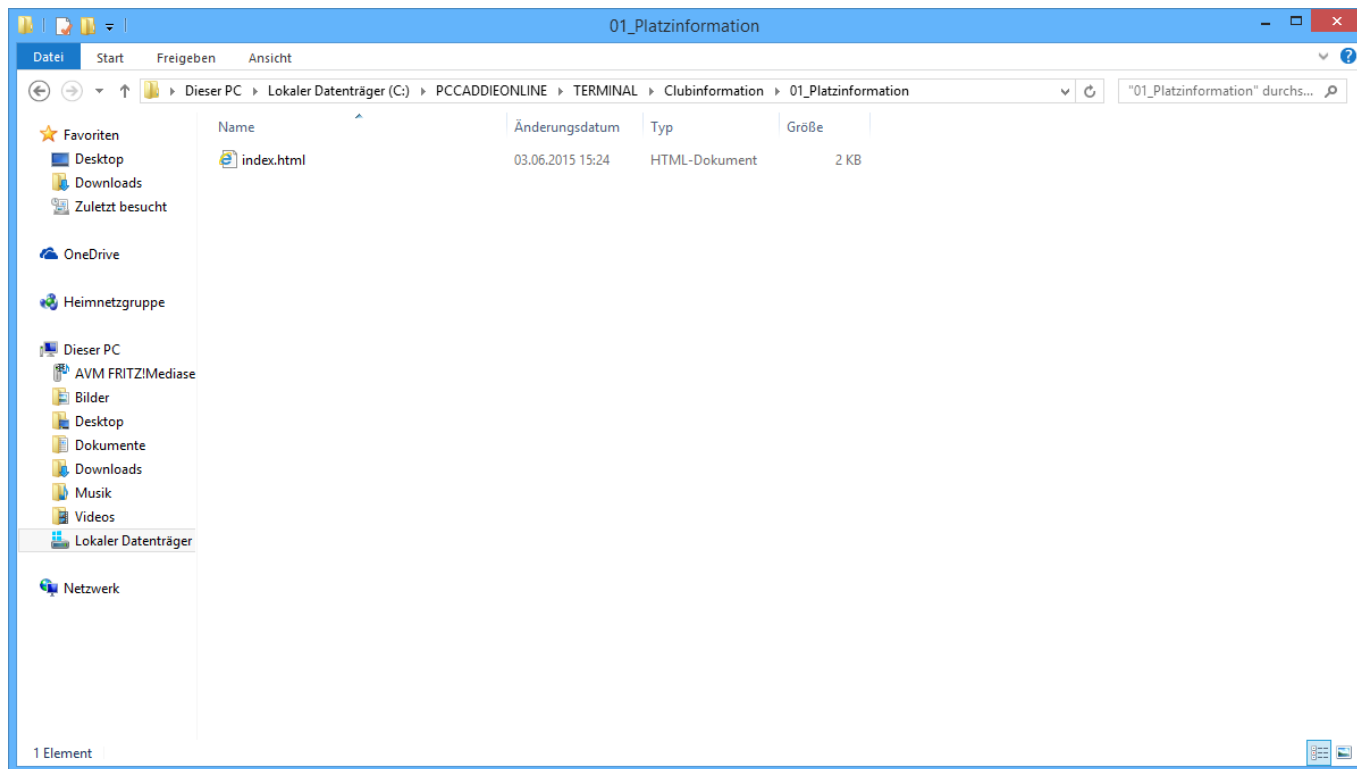 01_Platzinformation
Datei Start Freigeben Ansicht
Dieser PC Lokaler Datenträger (C:) PCCADDIEONLINE TERMINAL Clubinformation 01_Platzinformation "01_Platzinformation" durchs...
Name Änderungsdatum Typ Größe
index.html 03.06.2015 15:24 HTML-Dokument 2 KB
Favoriten
Desktop
Downloads
Zuletzt besucht
OneDrive
Heimnetzgruppe
Dieser PC
AVM FRITZ!Mediase
Bilder
Desktop
Dokumente
Downloads
Musik
Videos
Lokaler Datenträger
Netzwerk
1 Element